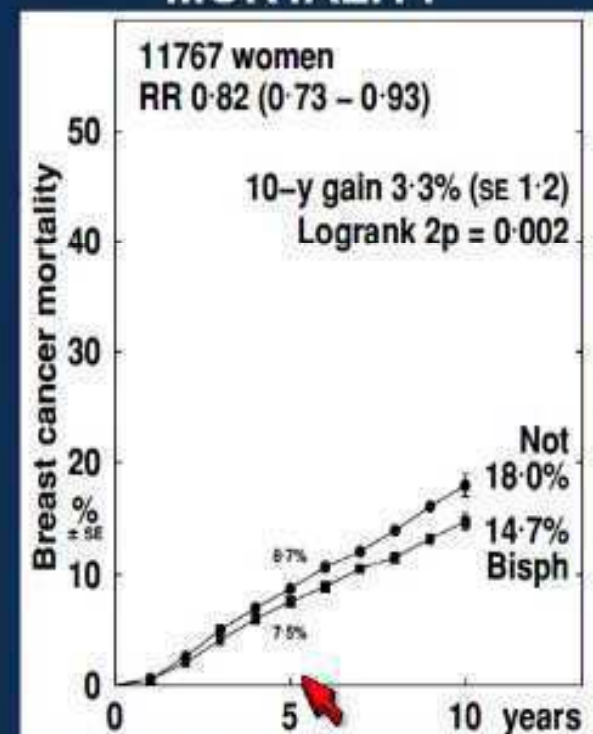 11767 women
RR 0·82 (0·73 – 0·93)
10–y gain 3·3% (SE 1·2)
Logrank 2p = 0·002
Breast cancer mortality
%
± SE
50
40
30
20
10
0
Not
18·0%
8·7%
14·7%
Bisph
7·5%
0
5
10
years